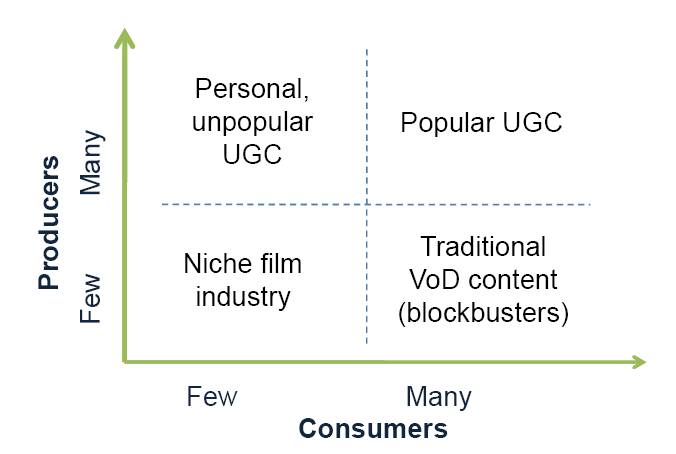 Personal,
unpopular
UGC
Popular UGC
Niche film
industry
Traditional
VoD content
(blockbusters)
Producers
Many
Few
Few
Many
Consumers